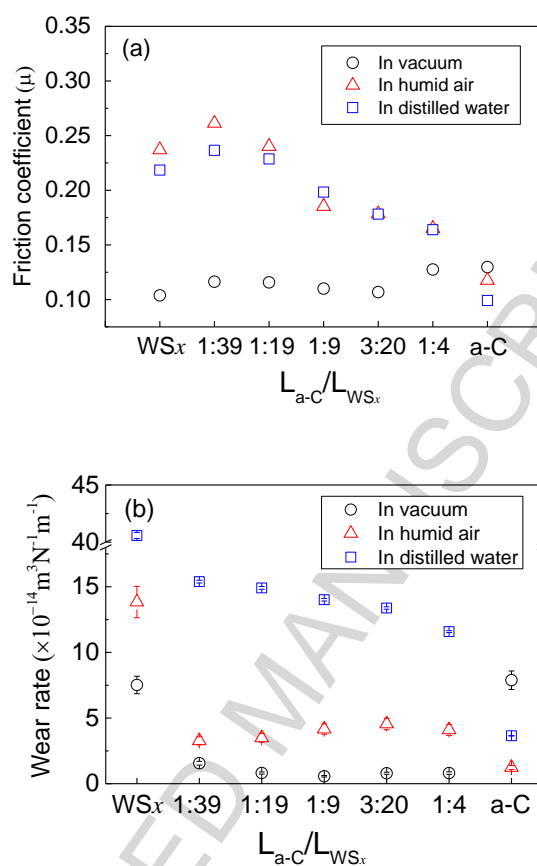 (a)
In vacuum
In humid air
In distilled water
Friction coefficient (μ)
0.35
0.30
0.25
0.20
0.15
0.10
WSx 1:39 1:19 1:9 3:20 1:4 a-C
La-C/LWSx
(b)
In vacuum
In humid air
In distilled water
Wear rate (×10⁻¹⁴m³N⁻¹m⁻¹)
45
40
15
10
5
0
WSx 1:39 1:19 1:9 3:20 1:4 a-C
La-C/LWSx
ED MANUSCR